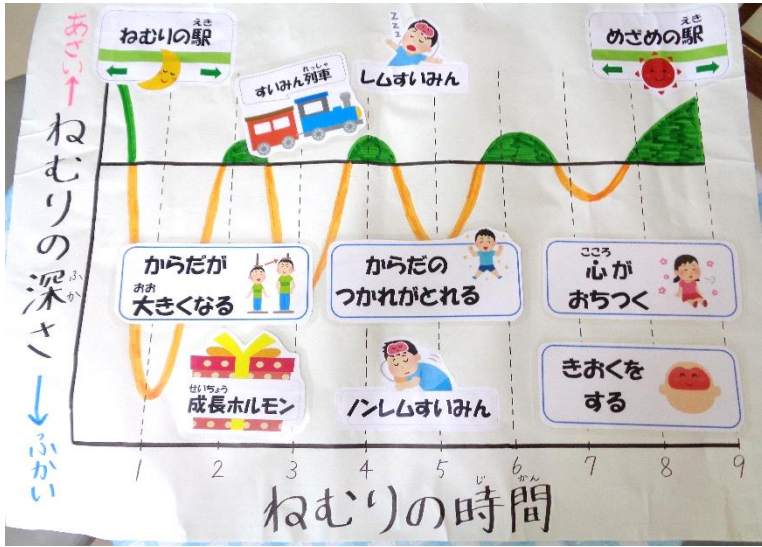 ねむりの駅
えき
めざめの駅
えき
あさい
すいみん列車
れっしゃ
zzz
レムすいみん
ねむりの深さ
ふか
からだが
大きくなる
おお
からだの
つかれがとれる
心が
こころ
おちつく
成長ホルモン
せいちょう
ノンレムすいみん
きおくを
する
ふかい
1 2 3 4 5 6 7 8 9
ねむりの時間
じかん